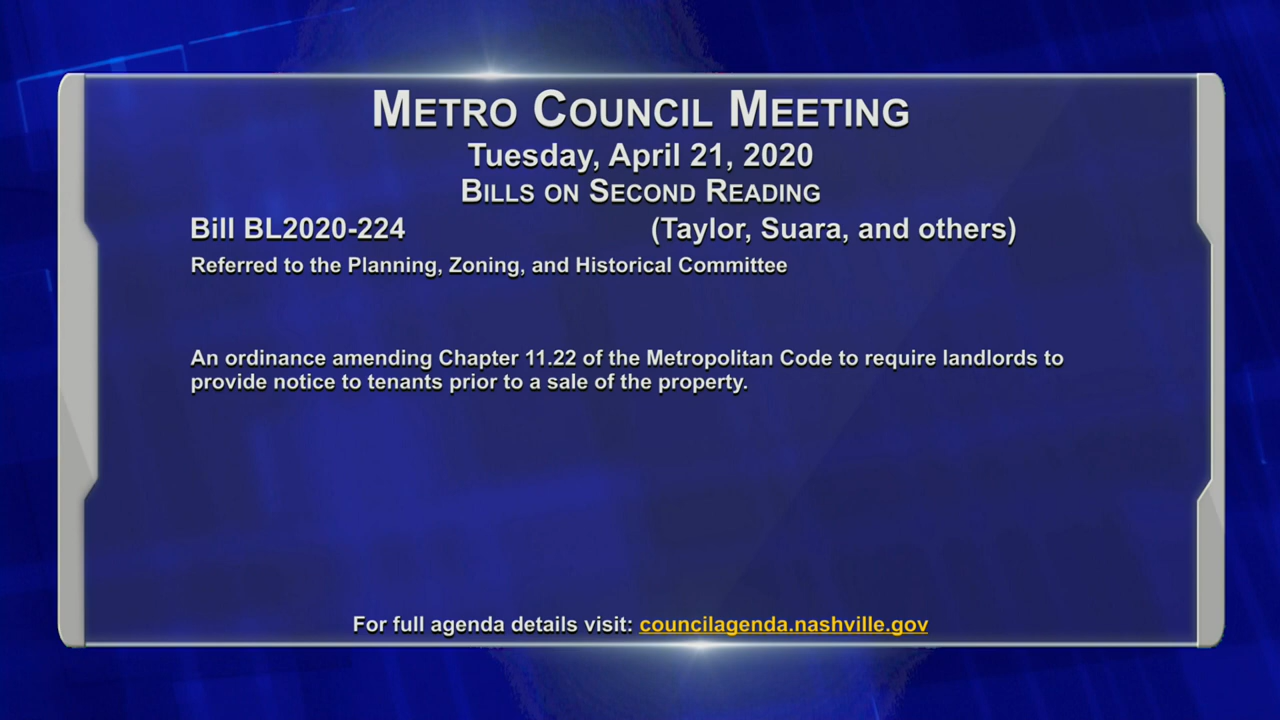 METRO COUNCIL MEETING
Tuesday, April 21, 2020
BILLS ON SECOND READING
Bill BL2020-224 (Taylor, Suara, and others)
Referred to the Planning, Zoning, and Historical Committee
An ordinance amending Chapter 11.22 of the Metropolitan Code to require landlords to
provide notice to tenants prior to a sale of the property.
For full agenda details visit: councilagenda.nashville.gov